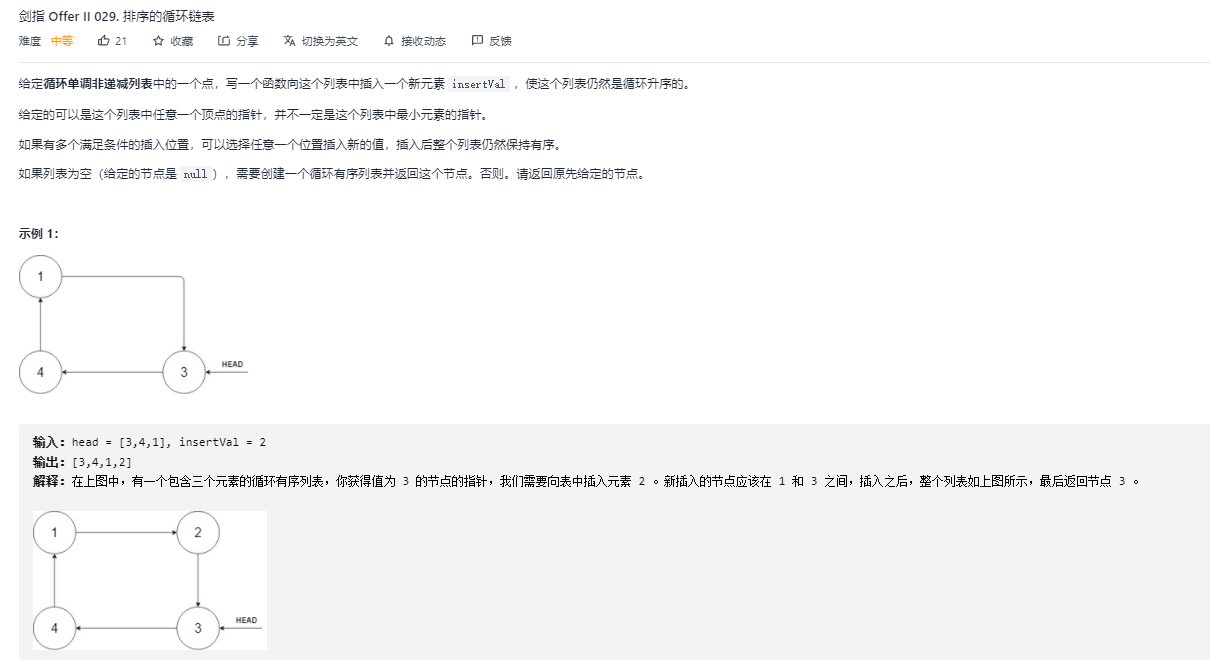 剑指 Offer II 029. 排序的循环链表
难度 中等 21 收藏 分享 切换为英文 接收动态 反馈
给定循环单调非递减列表中的一个点，写一个函数向这个列表中插入一个新元素 insertVal ，使这个列表仍然是循环升序的。
给定的可以是这个列表中任意一个顶点的指针，并不一定是这个列表中最小元素的指针。
如果有多个满足条件的插入位置，可以选择任意一个位置插入新的值，插入后整个列表仍然保持有序。
如果列表为空（给定的节点是 null ），需要创建一个循环有序列表并返回这个节点。否则。请返回原先给定的节点。
示例 1：
1
4 3 HEAD
输入：head = [3,4,1], insertVal = 2
输出：[3,4,1,2]
解释：在上图中，有一个包含三个元素的循环有序列表，你获得值为 3 的节点的指针，我们需要向表中插入元素 2 。新插入的节点应该在 1 和 3 之间，插入之后，整个列表如上图所示，最后返回节点 3 。
1 2
4 3 HEAD